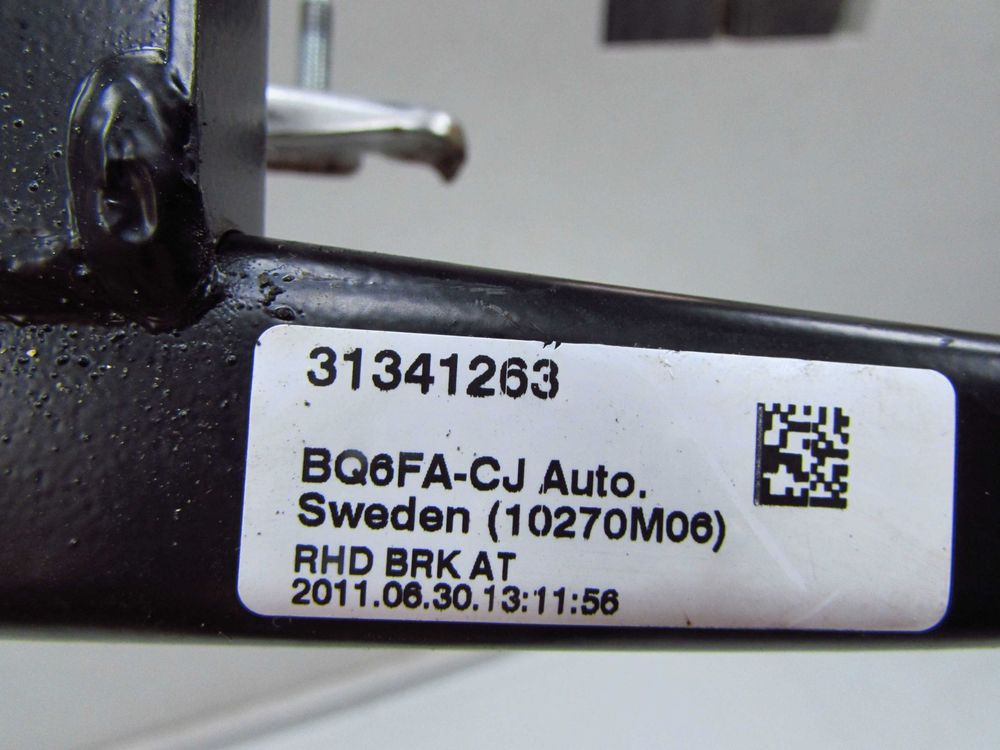 31341263
BQ6FA-CJ Auto.
Sweden (10270M06)
RHD BRK AT
2011.06.30.13:11:56